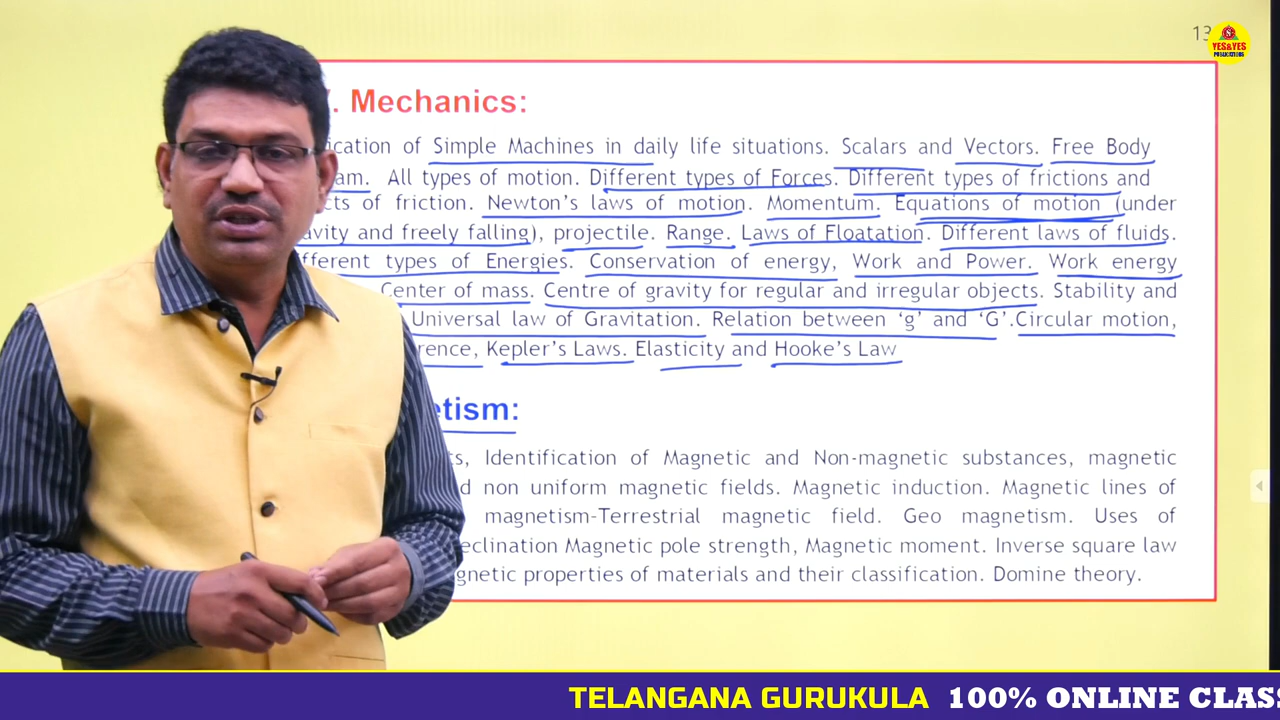 13
YES&YES
PUBLICATIONS
. Mechanics:
ication of Simple Machines in daily life situations. Scalars and Vectors. Free Body
am. All types of motion. Different types of Forces. Different types of frictions and
cts of friction. Newton's laws of motion. Momentum. Equations of motion (under
avity and freely falling), projectile. Range. Laws of Floatation. Different laws of fluids.
fferent types of Energies. Conservation of energy, Work and Power. Work energy
Center of mass. Centre of gravity for regular and irregular objects. Stability and
Universal law of Gravitation. Relation between 'g' and 'G'.Circular motion,
rence, Kepler's Laws. Elasticity and Hooke's Law
etism:
ts, Identification of Magnetic and Non-magnetic substances, magnetic
d non uniform magnetic fields. Magnetic induction. Magnetic lines of
magnetism-Terrestrial magnetic field. Geo magnetism. Uses of
eclination Magnetic pole strength, Magnetic moment. Inverse square law
gnetic properties of materials and their classification. Domine theory.
TELANGANA GURUKULA 100% ONLINE CLAS